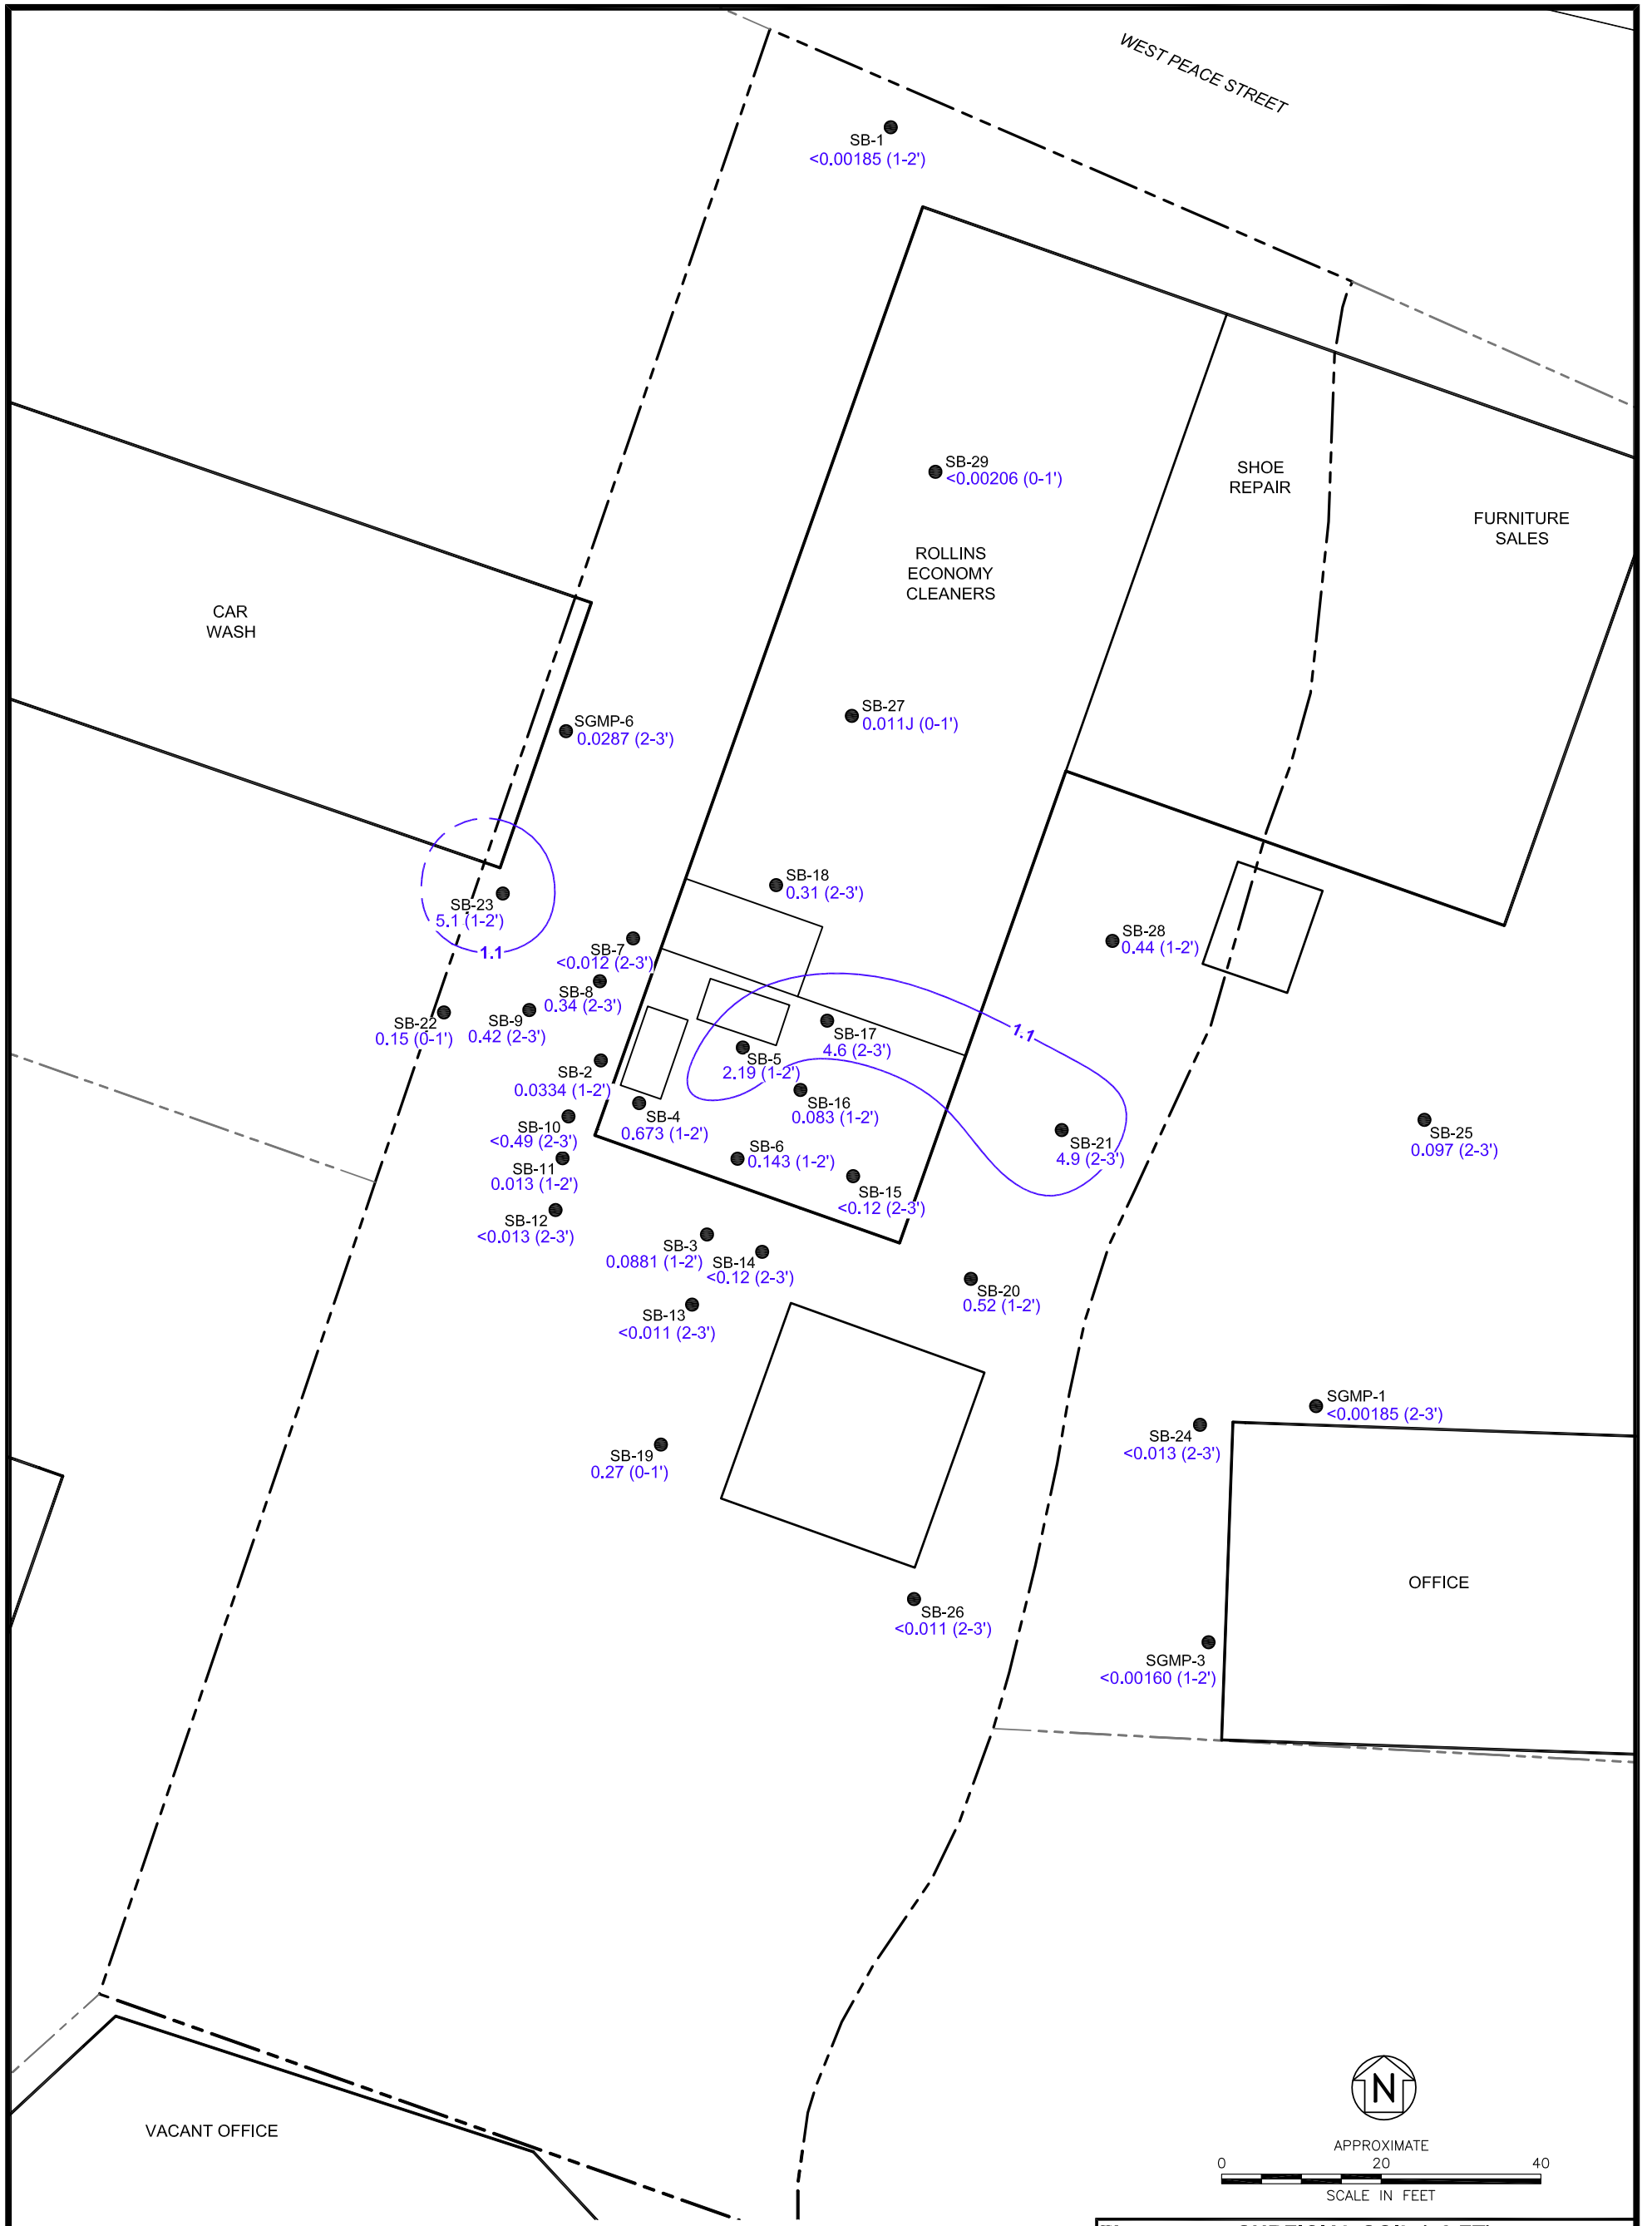 WEST PEACE STREET
SB-1
<0.00185 (1-2')
SB-29
<0.00206 (0-1')
SHOE
REPAIR
FURNITURE
SALES
ROLLINS
ECONOMY
CLEANERS
CAR
WASH
SGMP-6
0.0287 (2-3')
SB-27
0.011J (0-1')
SB-18
0.31 (2-3')
SB-23
5.1 (1-2')
1.1
SB-7
<0.012 (2-3')
SB-28
0.44 (1-2')
SB-8
0.34 (2-3')
SB-22
0.15 (0-1')
SB-9
0.42 (2-3')
SB-17
4.6 (2-3')
1.1
SB-5
2.19 (1-2')
SB-2
0.0334 (1-2')
SB-16
0.083 (1-2')
SB-4
0.673 (1-2')
SB-10
<0.49 (2-3')
SB-21
4.9 (2-3')
SB-25
0.097 (2-3')
SB-6
0.143 (1-2')
SB-11
0.013 (1-2')
SB-15
<0.12 (2-3')
SB-12
<0.013 (2-3')
SB-3
0.0881 (1-2')
SB-14
<0.12 (2-3')
SB-20
0.52 (1-2')
SB-13
<0.011 (2-3')
SGMP-1
<0.00185 (2-3')
SB-24
<0.013 (2-3')
SB-19
0.27 (0-1')
OFFICE
SB-26
<0.011 (2-3')
SGMP-3
<0.00160 (1-2')
VACANT OFFICE
N
APPROXIMATE
0 20 40
SCALE IN FEET